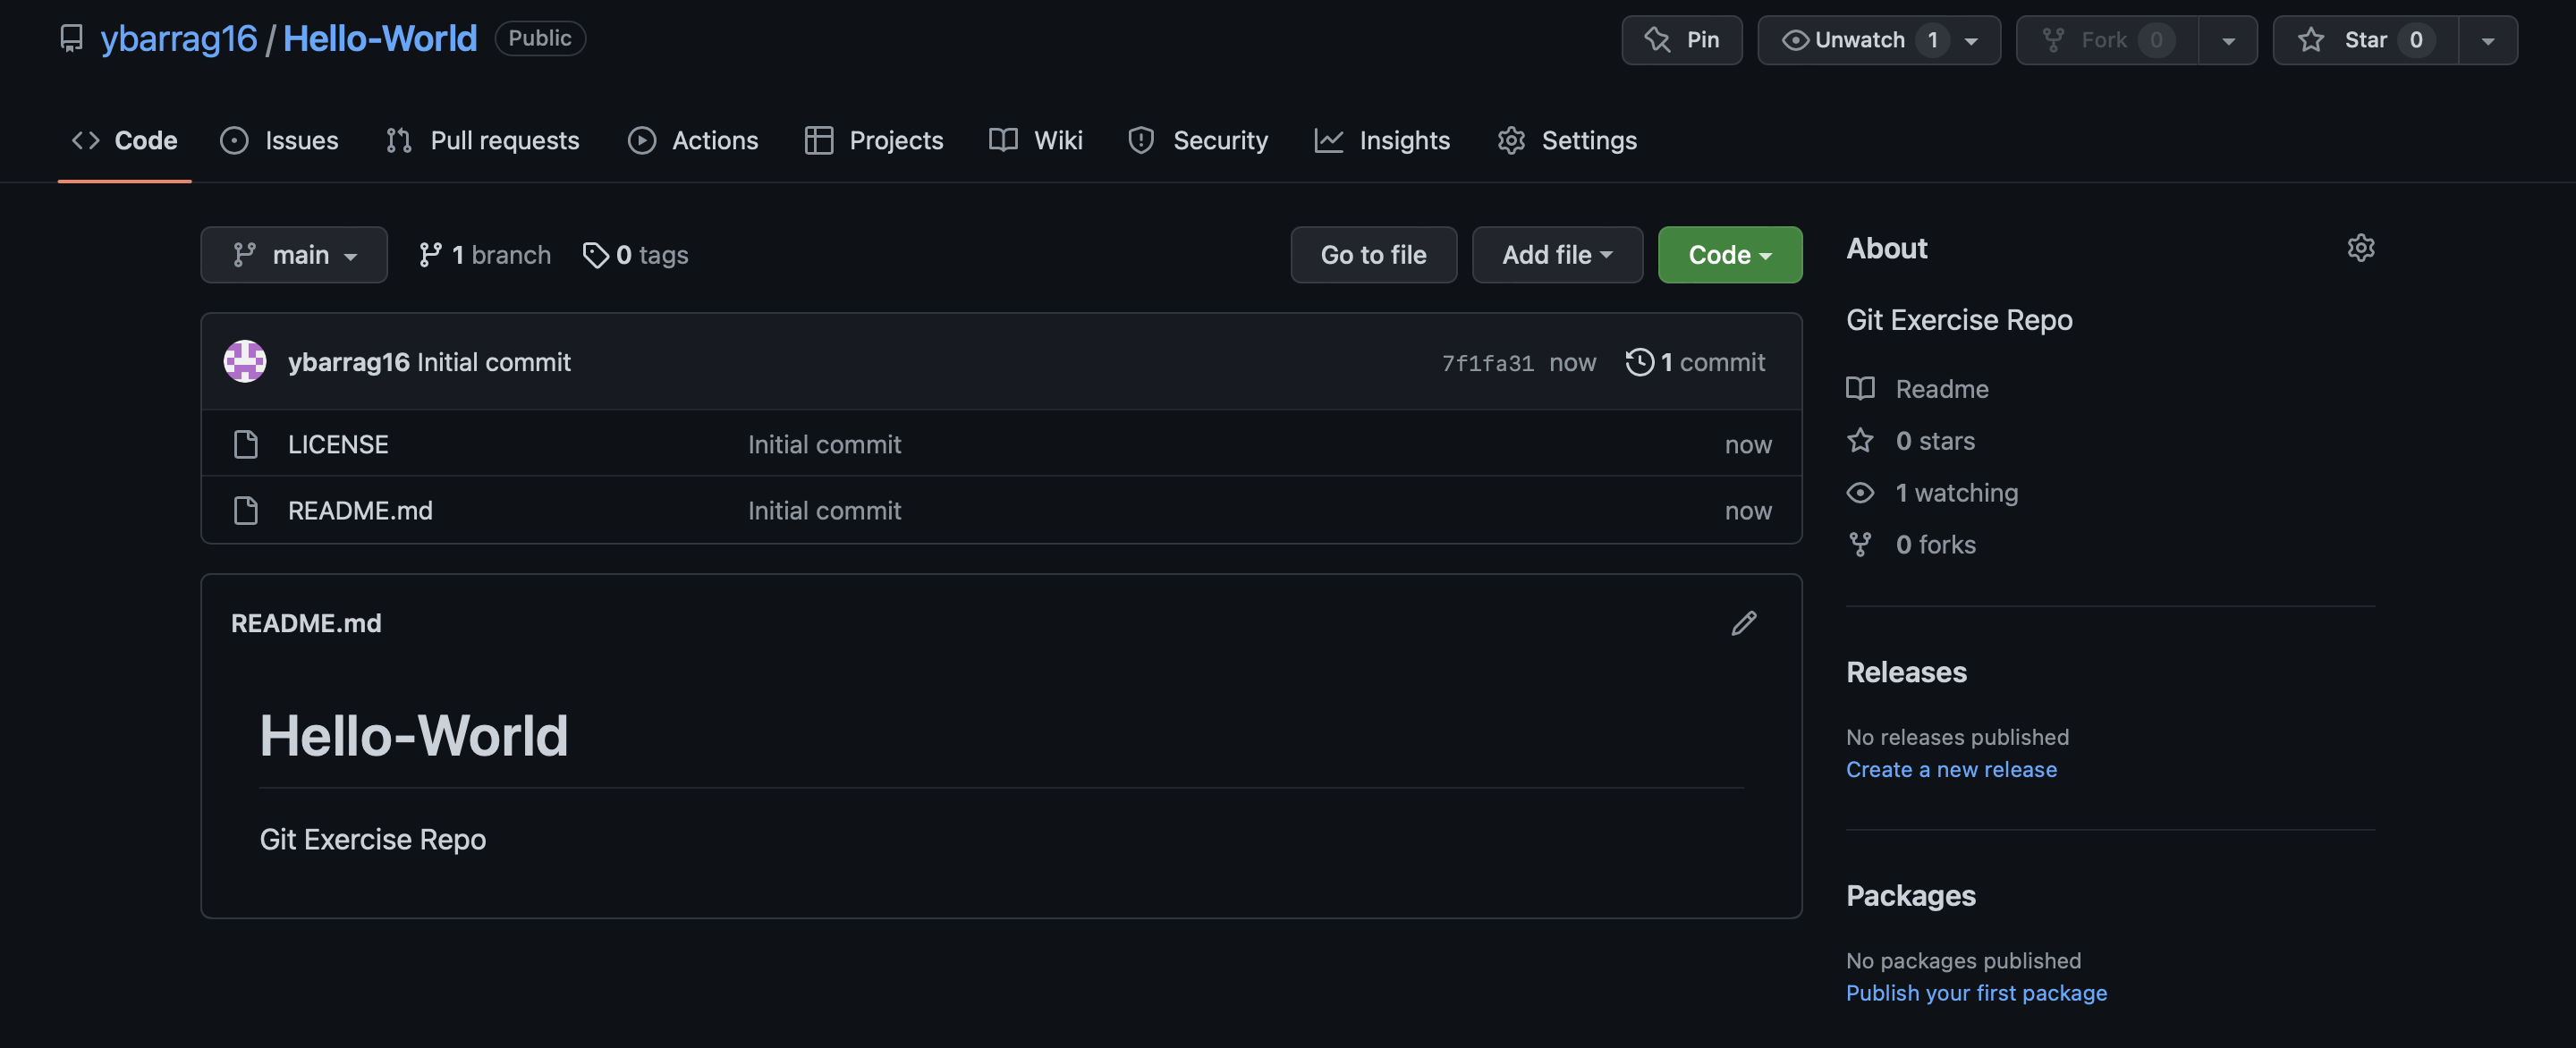 ybarrag16 / Hello-World Public Pin Unwatch 1 Fork 0 Star 0
Code Issues Pull requests Actions Projects Wiki Security Insights Settings
main 1 branch 0 tags Go to file Add file Code
ybarrag16 Initial commit 7f1fa31 now 1 commit
LICENSE Initial commit now
README.md Initial commit now
README.md
Hello-World
Git Exercise Repo
About
Git Exercise Repo
Readme
0 stars
1 watching
0 forks
Releases
No releases published
Create a new release
Packages
No packages published
Publish your first package